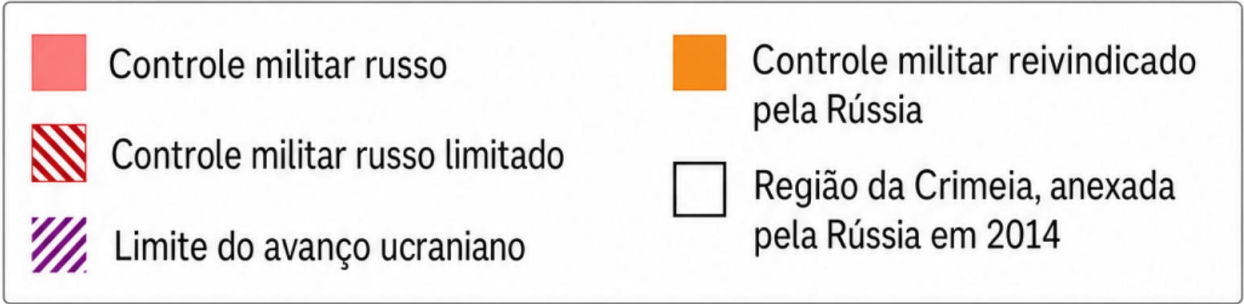 Controle militar russo
Controle militar russo limitado
Limite do avanço ucraniano
Controle militar reivindicado
pela Rússia
Região da Crimeia, anexada
pela Rússia em 2014